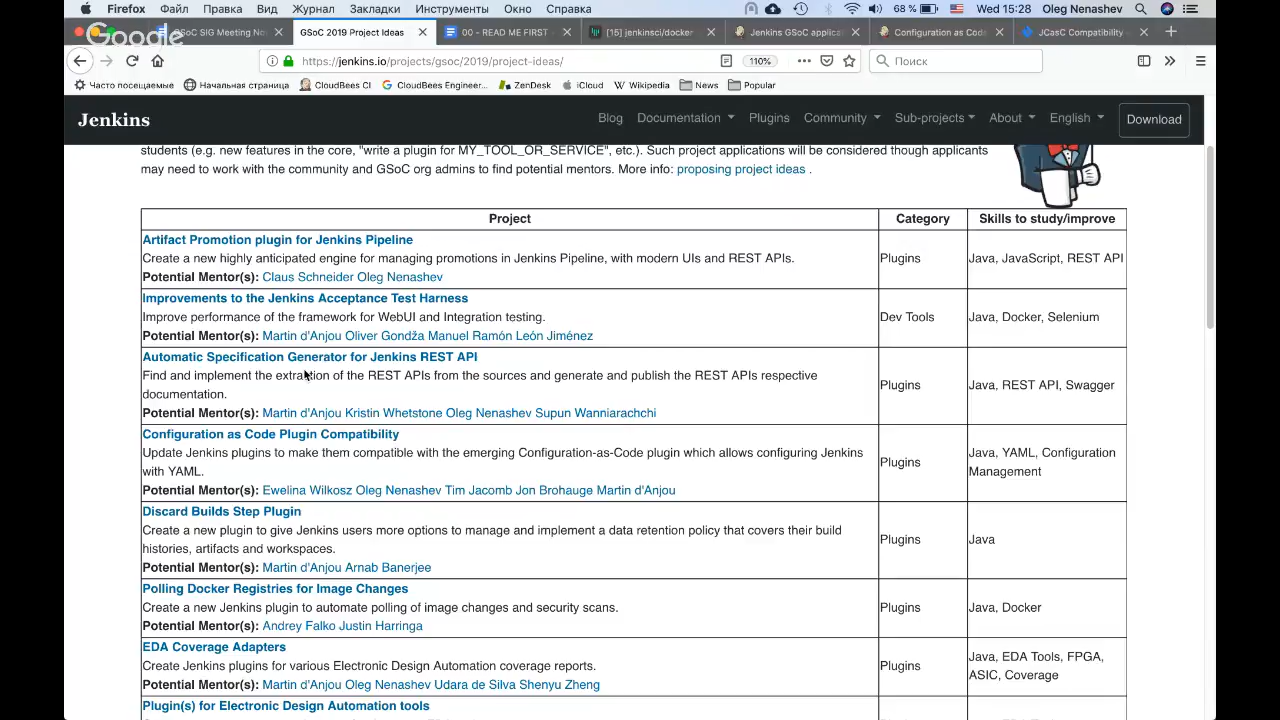 Firefox Файл Правка Вид Журнал Закладки Инструменты Окно Справка 68 % Wed 15:28 Oleg Nenashev
Google
GSoC SIG Meeting No
GSoC 2019 Project Ideas
00 - READ ME FIRST
[15] jenkinsci/docker
Jenkins GSoC applica
Configuration as Code
JCasC Compatibility -
https://jenkins.io/projects/gsoc/2019/project-ideas/ 110% Поиск
Часто посещаемые Начальная страница CloudBees CI CloudBees Engineer... ZenDesk iCloud Wikipedia News Popular
Jenkins Blog Documentation Plugins Community Sub-projects About English Download
students (e.g. new features in the core, "write a plugin for MY_TOOL_OR_SERVICE", etc.). Such project applications will be considered though applicants
may need to work with the community and GSoC org admins to find potential mentors. More info: proposing project ideas .
Project Category Skills to study/improve
Artifact Promotion plugin for Jenkins Pipeline
Create a new highly anticipated engine for managing promotions in Jenkins Pipeline, with modern UIs and REST APIs.
Potential Mentor(s): Claus Schneider Oleg Nenashev
Plugins
Java, JavaScript, REST API
Improvements to the Jenkins Acceptance Test Harness
Improve performance of the framework for WebUI and Integration testing.
Potential Mentor(s): Martin d'Anjou Oliver Gondža Manuel Ramón León Jiménez
Dev Tools
Java, Docker, Selenium
Automatic Specification Generator for Jenkins REST API
Find and implement the extraction of the REST APIs from the sources and generate and publish the REST APIs respective
documentation.
Potential Mentor(s): Martin d'Anjou Kristin Whetstone Oleg Nenashev Supun Wanniarachchi
Plugins
Java, REST API, Swagger
Configuration as Code Plugin Compatibility
Update Jenkins plugins to make them compatible with the emerging Configuration-as-Code plugin which allows configuring Jenkins
with YAML.
Potential Mentor(s): Ewelina Wilkosz Oleg Nenashev Tim Jacomb Jon Brohauge Martin d'Anjou
Plugins
Java, YAML, Configuration
Management
Discard Builds Step Plugin
Create a new plugin to give Jenkins users more options to manage and implement a data retention policy that covers their build
histories, artifacts and workspaces.
Potential Mentor(s): Martin d'Anjou Arnab Banerjee
Plugins
Java
Polling Docker Registries for Image Changes
Create a new Jenkins plugin to automate polling of image changes and security scans.
Potential Mentor(s): Andrey Falko Justin Harringa
Plugins
Java, Docker
EDA Coverage Adapters
Create Jenkins plugins for various Electronic Design Automation coverage reports.
Potential Mentor(s): Martin d'Anjou Oleg Nenashev Udara de Silva Shenyu Zheng
Plugins
Java, EDA Tools, FPGA,
ASIC, Coverage
Plugin(s) for Electronic Design Automation tools